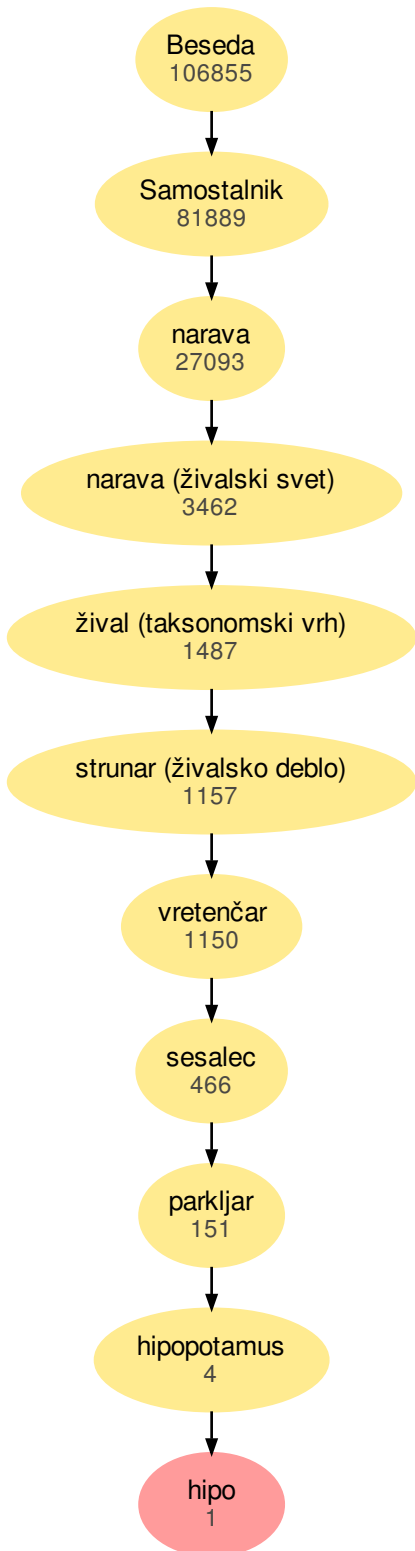 Beseda
106855
Samostalnik
81889
narava
27093
narava (živalski svet)
3462
žival (taksonomski vrh)
1487
strunar (živalsko deblo)
1157
vretenčar
1150
sesalec
466
parkljar
151
hipopotamus
4
hipo
1